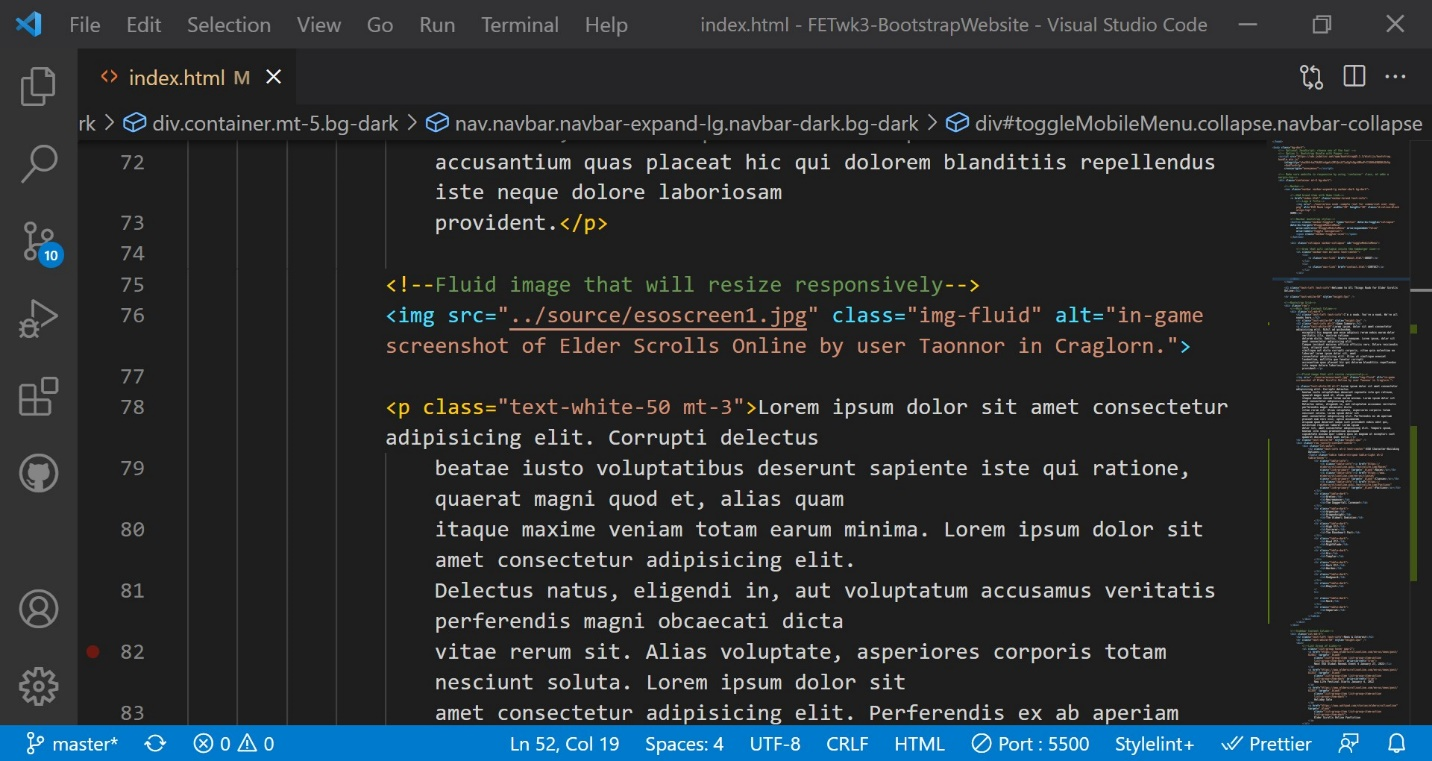 File Edit Selection View Go Run Terminal Help index.html - FETwk3-BootstrapWebsite - Visual Studio Code
index.html M
rk > div.container.mt-5.bg-dark > nav.navbar.navbar-expand-lg.navbar-dark.bg-dark > div#toggleMobileMenu.collapse.navbar-collapse
72 accusantium quas placeat hic qui dolorem blanditiis repellendus
iste neque dolore laboriosam
73 provident.</p>
74
75 <!--Fluid image that will resize responsively-->
76 <img src="../source/esoscreen1.jpg" class="img-fluid" alt="in-game
screenshot of Elder Scrolls Online by user Taonnor in Craglorn.">
77
78 <p class="text-white-50 mt-3">Lorem ipsum dolor sit amet consectetur
adipisicing elit. Corrupti delectus
79 beatae iusto voluptatibus deserunt sapiente iste qui ratione,
quaerat magni quod et, alias quam
80 itaque maxime veniam totam earum minima. Lorem ipsum dolor sit
amet consectetur adipisicing elit.
81 Delectus natus, eligendi in, aut voluptatum accusamus veritatis
perferendis magni obcaecati dicta
82 vitae rerum sit. Alias voluptate, asperiores corporis totam
nesciunt soluta. Lorem ipsum dolor sit
83 amet consectetur adipisicing elit. Perferendis ex ab aperiam
10
master* 0 0 Ln 52, Col 19 Spaces: 4 UTF-8 CRLF HTML Port : 5500 Stylelint+ Prettier